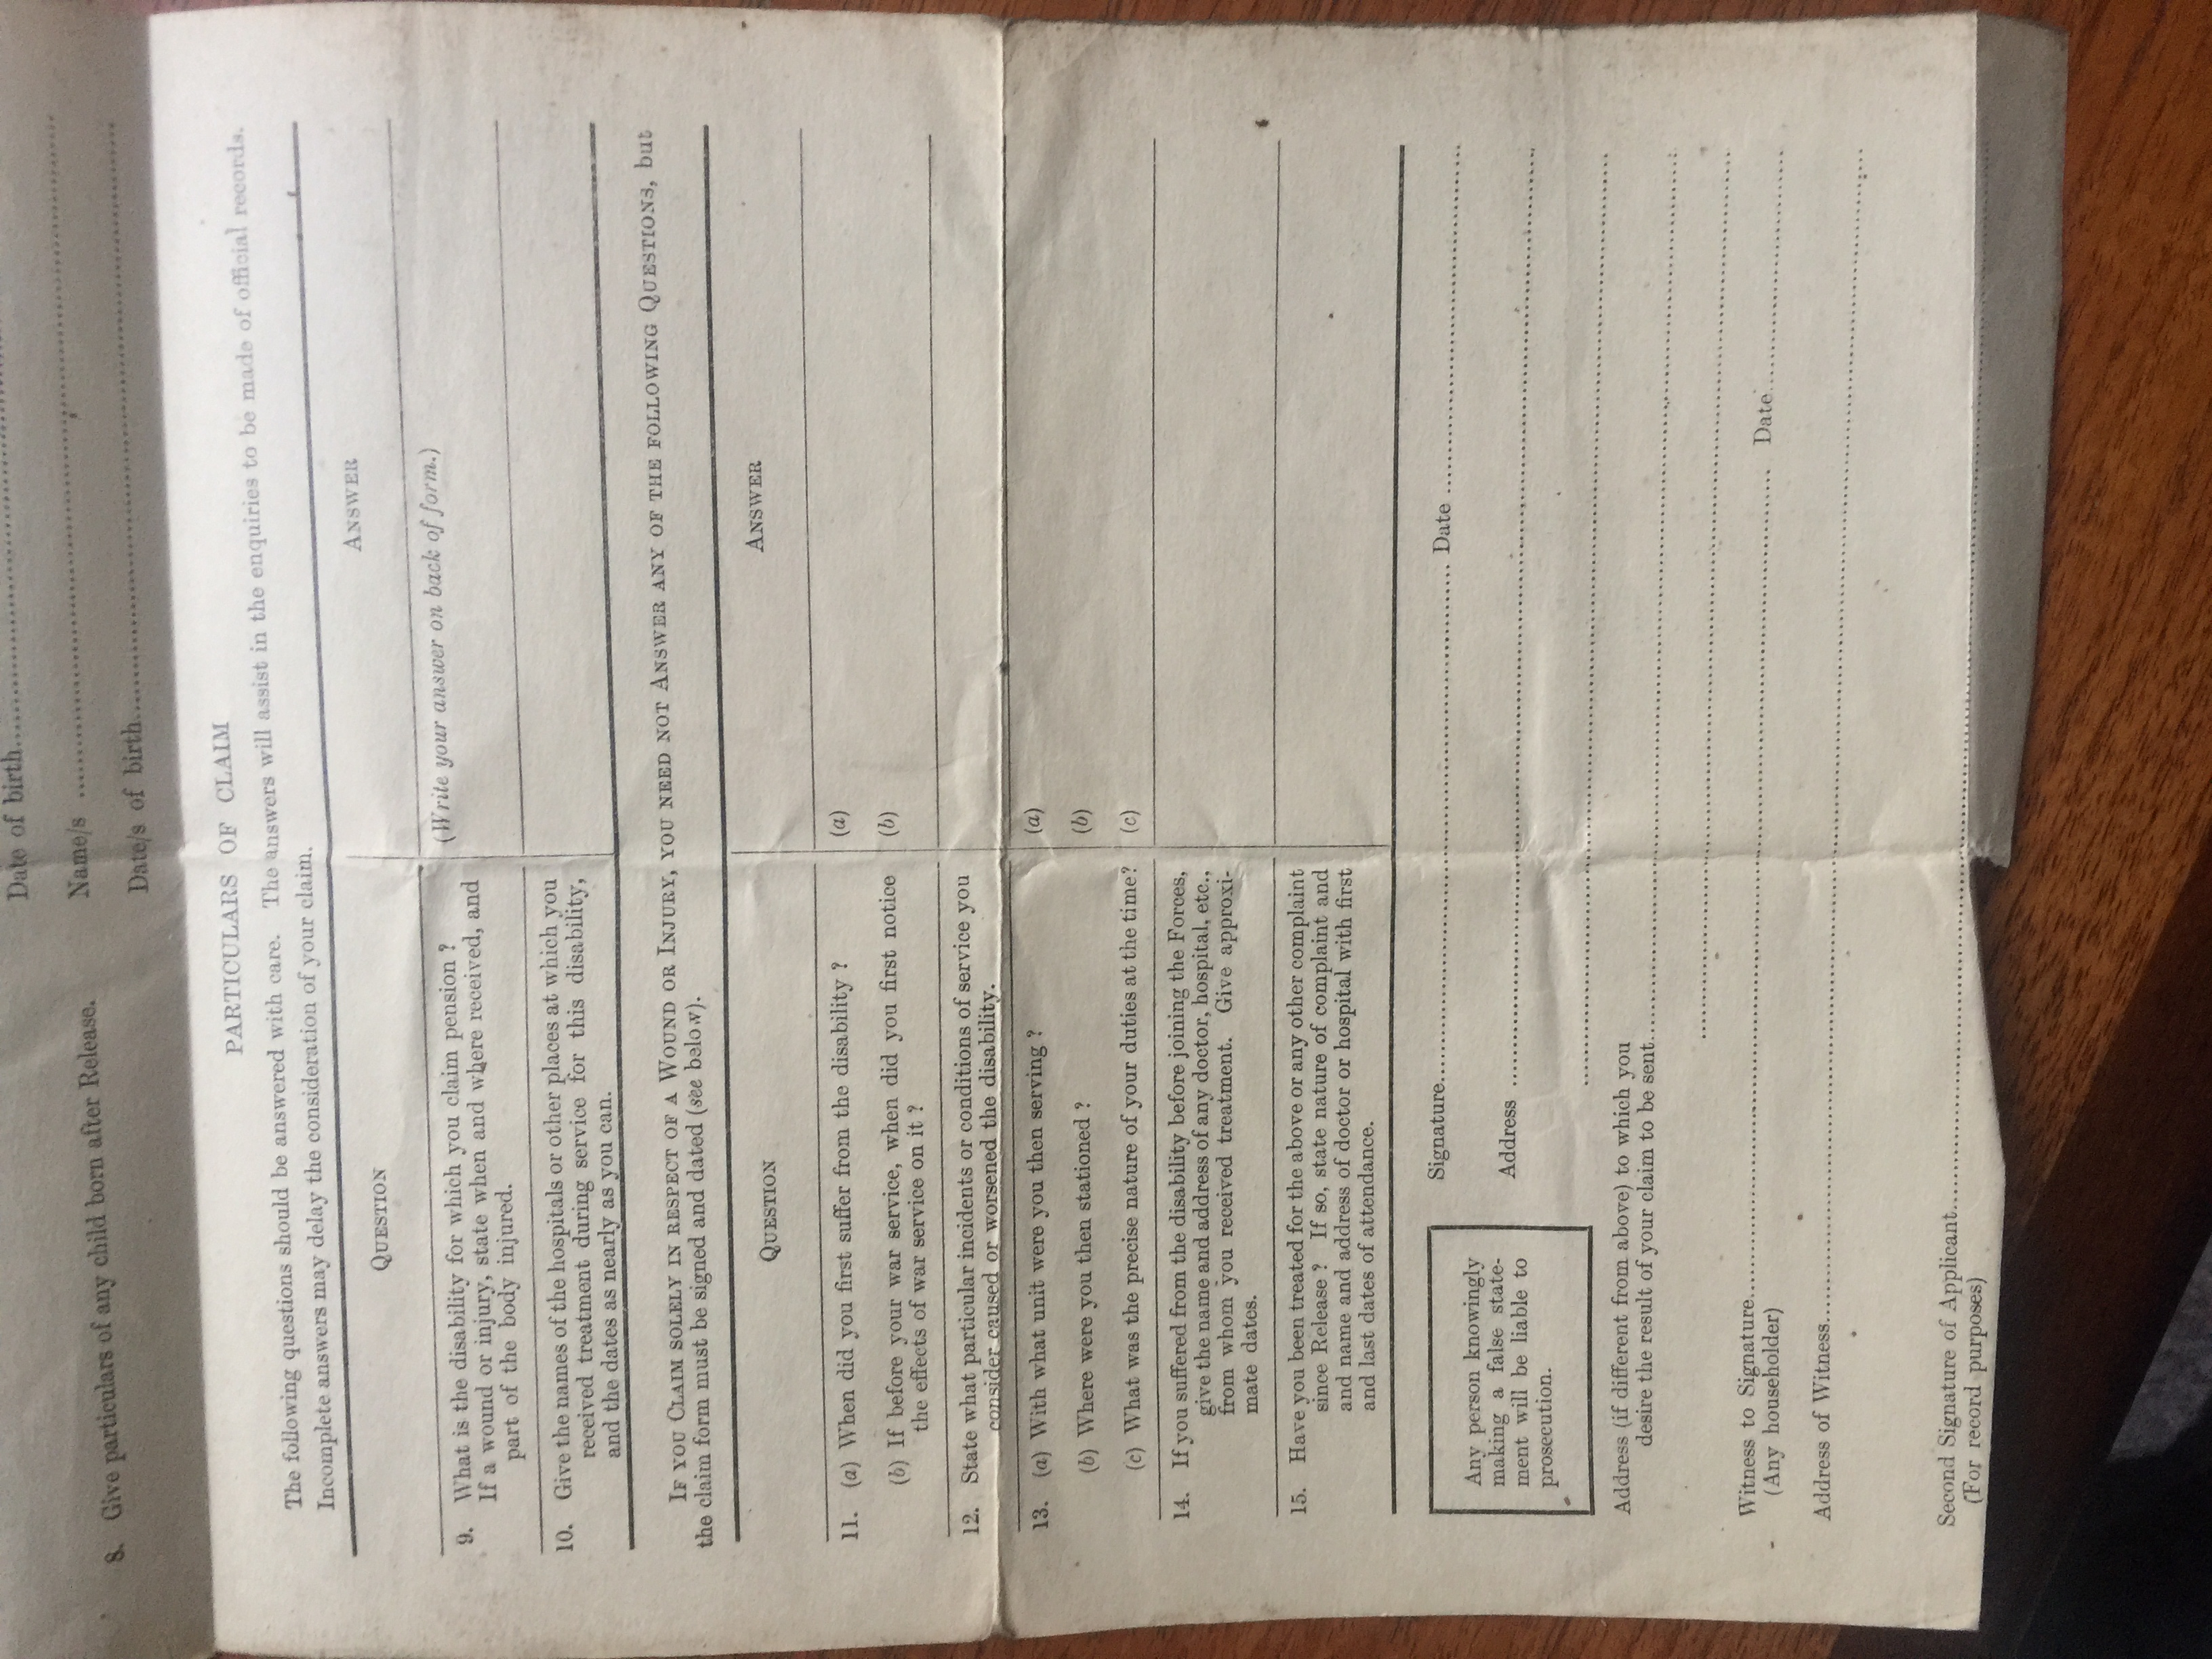 Date of birth
Name/s
8. Give particulars of any child born after Release.
Date/s of birth
PARTICULARS OF CLAIM
The following questions should be answered with care. The answers will assist in the enquiries to be made of official records.
Incomplete answers may delay the consideration of your claim.
QUESTION ANSWER
9. What is the disability for which you claim pension ? (Write your answer on back of form.)
If a wound or injury, state when and where received, and
part of the body injured.
10. Give the names of the hospitals or other places at which you
received treatment during service for this disability,
and the dates as nearly as you can.
IF YOU CLAIM SOLELY IN RESPECT OF A WOUND OR INJURY, YOU NEED NOT ANSWER ANY OF THE FOLLOWING QUESTIONS, but
the claim form must be signed and dated (see below).
QUESTION ANSWER
11. (a) When did you first suffer from the disability ? (a)
(b) If before your war service, when did you first notice (b)
the effects of war service on it ?
12. State what particular incidents or conditions of service you
consider caused or worsened the disability.
13. (a) With what unit were you then serving ? (a)
(b) Where were you then stationed ? (b)
(c) What was the precise nature of your duties at the time? (c)
14. If you suffered from the disability before joining the Forces,
give the name and address of any doctor, hospital, etc.,
from whom you received treatment. Give approxi-
mate dates.
15. Have you been treated for the above or any other complaint
since Release ? If so, state nature of complaint and
and name and address of doctor or hospital with first
and last dates of attendance.
Signature Date
Any person knowingly
making a false state-
ment will be liable to
prosecution.
Address
Address (if different from above) to which you
desire the result of your claim to be sent
Witness to Signature Date
(Any householder)
Address of Witness
Second Signature of Applicant
(For record purposes)